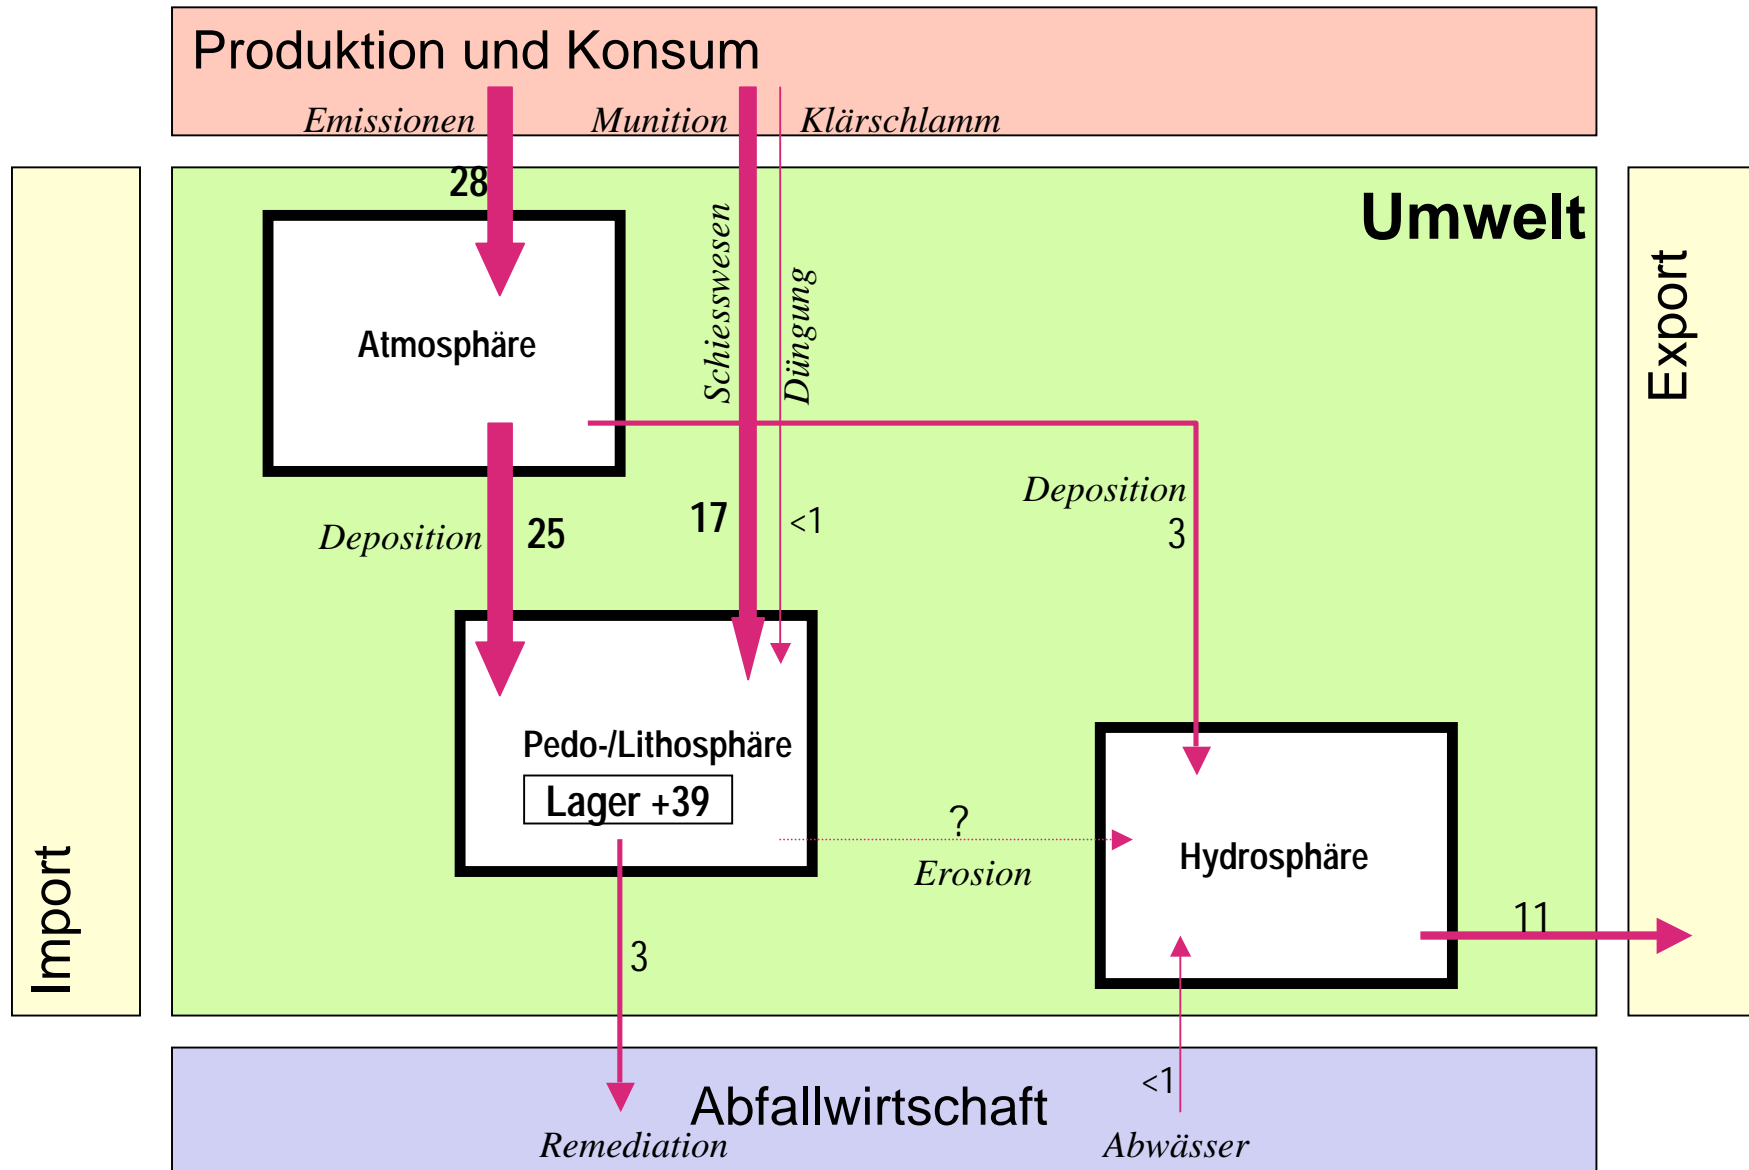 Produktion und Konsum
Emissionen
Munition
Klärschlamm
28
Umwelt
Schiesswesen
Düngung
Export
Atmosphäre
Deposition
25
17
<1
Deposition
3
Pedo-/Lithosphäre
Lager +39
?
Erosion
Hydrosphäre
Import
11
3
<1
Abfallwirtschaft
Remediation
Abwässer